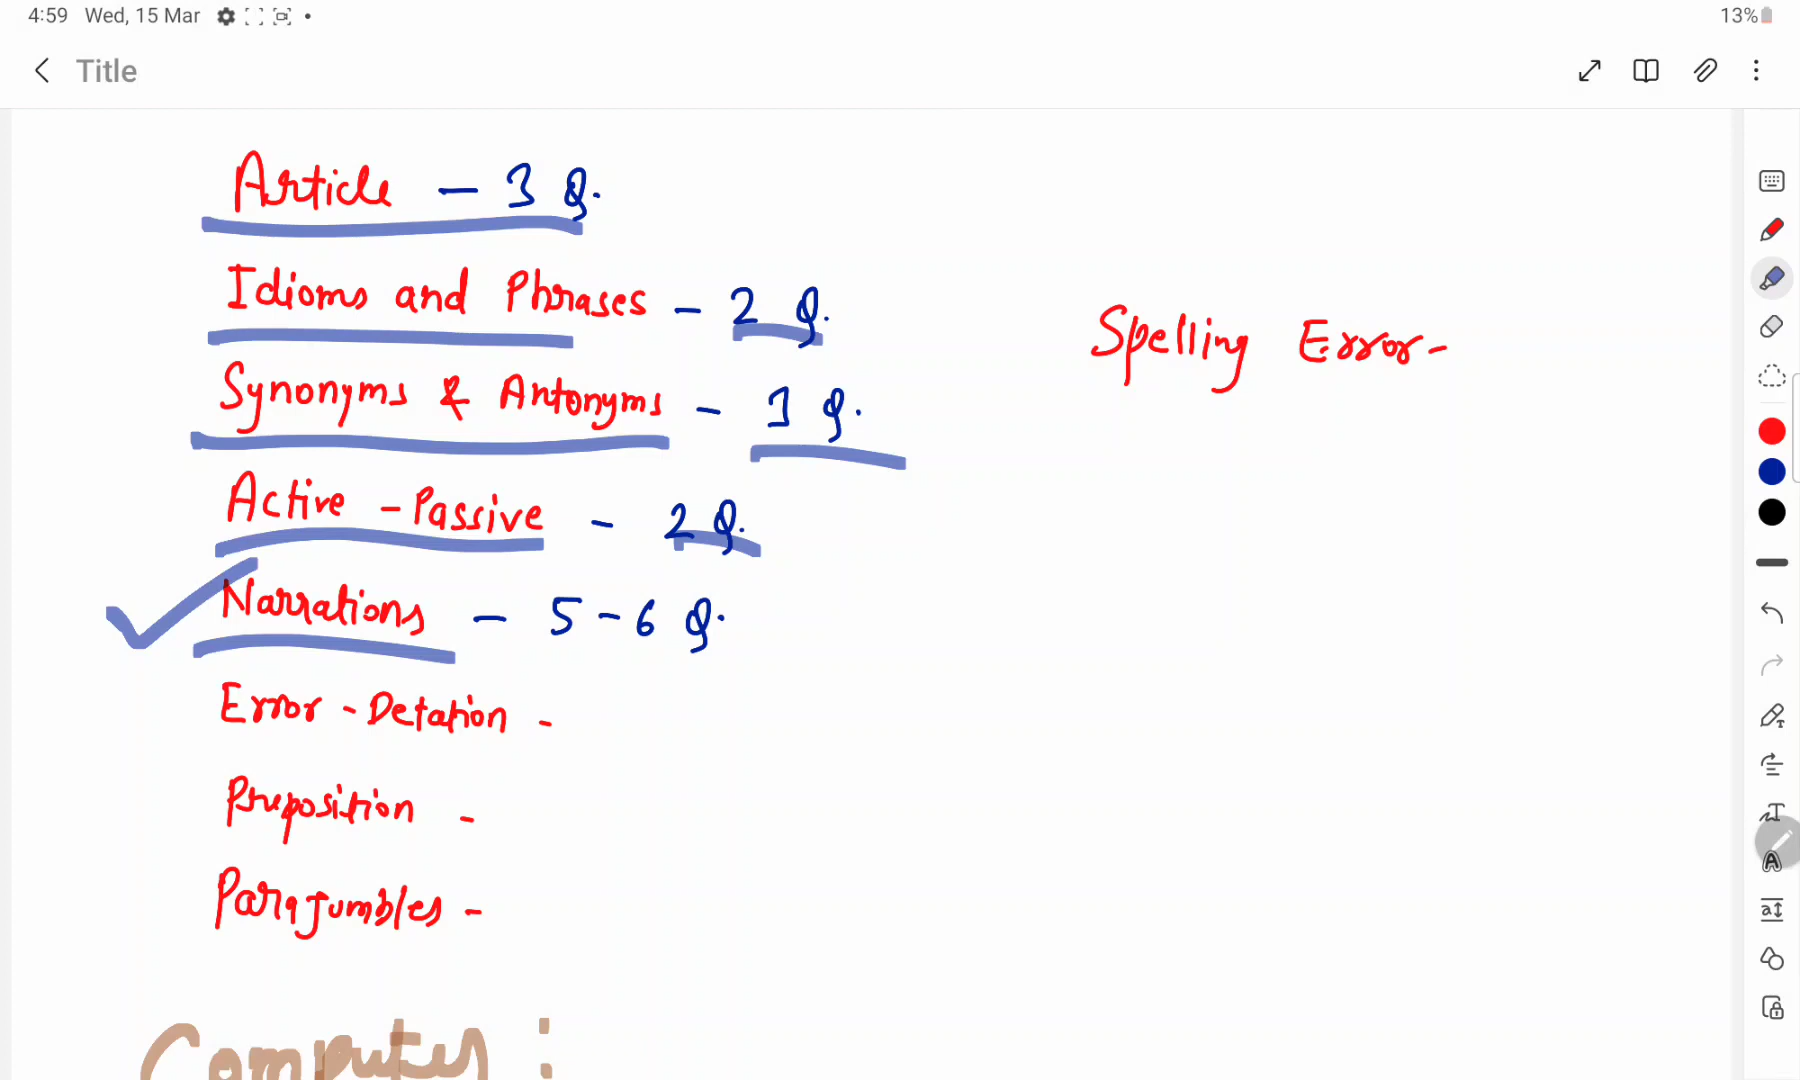 4:59 Wed, 15 Mar
13%
Title
Article - 3 Q.
Idioms and Phrases - 2 Q.
Spelling Error -
Synonyms & Antonyms - 1 Q.
Active - Passive - 2 Q.
Narrations - 5-6 Q.
Error - Detation -
Preposition -
Parajumbles -
Computer :